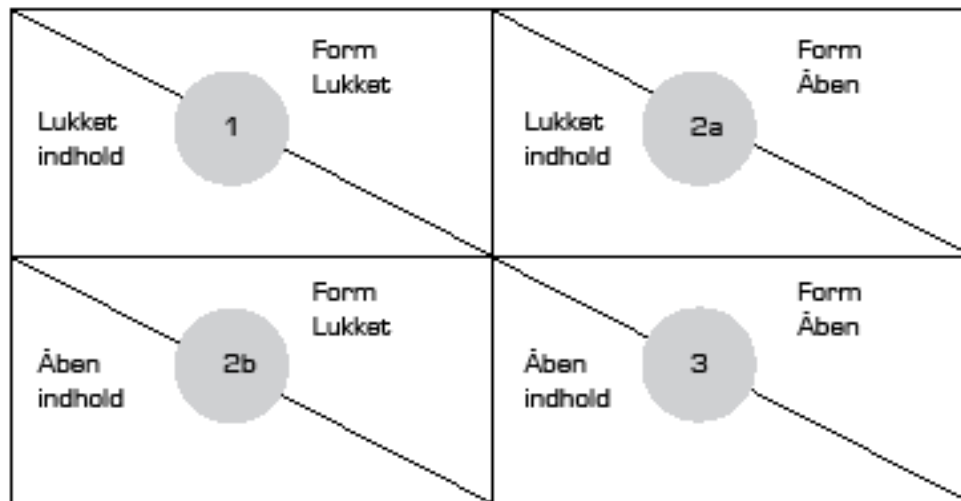 Form
Lukket
Lukket
indhold
1
Form
Åben
Lukket
indhold
2a
Form
Lukket
Åben
indhold
2b
Form
Åben
Åben
indhold
3